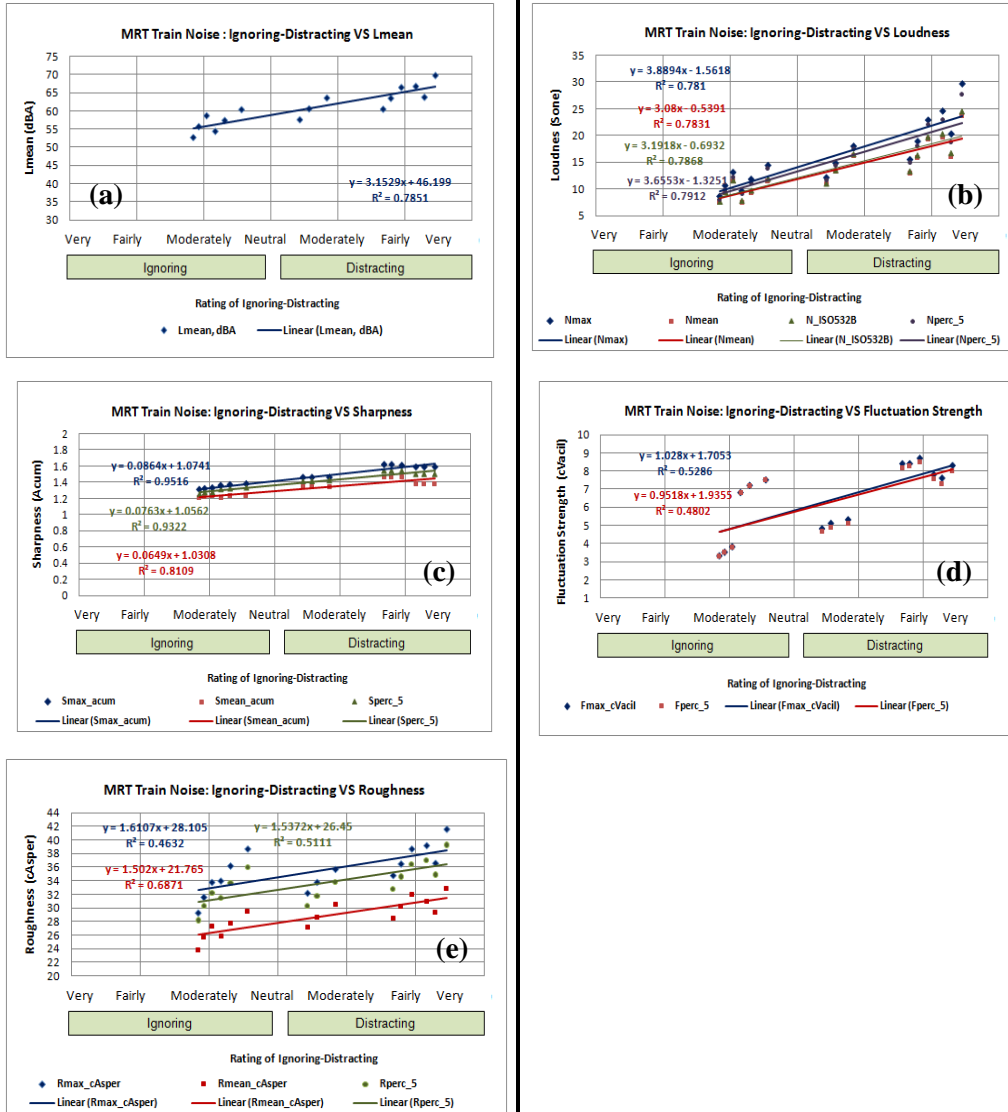 MRT Train Noise : Ignoring-Distracting VS Lmean
Lmean (dBA)
75
70
65
60
55
50
45
40
35
30
(a)
y = 3.1529x + 46.199
R² = 0.7851
Very Fairly Moderately Neutral Moderately Fairly Very
Ignoring Distracting
Rating of Ignoring-Distracting
Lmean, dBA Linear (Lmean, dBA)
MRT Train Noise: Ignoring-Distracting VS Loudness
Loudnes (Sone)
35
30
25
20
15
10
5
y = 3.8894x - 1.5618
R² = 0.781
y = 3.08x - 0.5391
R² = 0.7831
y = 3.1918x - 0.6932
R² = 0.7868
y = 3.6553x - 1.3251
R² = 0.7912
(b)
Very Fairly Moderately Neutral Moderately Fairly Very
Ignoring Distracting
Rating of Ignoring-Distracting
Nmax Nmean N_ISO532B Nperc_5
Linear (Nmax) Linear (Nmean) Linear (N_ISO532B) Linear (Nperc_5)
MRT Train Noise: Ignoring-Distracting VS Sharpness
Sharpness (Acum)
2
1.8
1.6
1.4
1.2
1
0.8
0.6
0.4
0.2
0
y = 0.0864x + 1.0741
R² = 0.9516
y = 0.0763x + 1.0562
R² = 0.9322
y = 0.0649x + 1.0308
R² = 0.8109
(c)
Very Fairly Moderately Neutral Moderately Fairly Very
Ignoring Distracting
Rating of Ignoring-Distracting
Smax_acum Smean_acum Sperc_5
Linear (Smax_acum) Linear (Smean_acum) Linear (Sperc_5)
MRT Train Noise: Ignoring-Distracting VS Fluctuation Strength
Fluctuation Strength (cVacil)
10
9
8
7
6
5
4
3
2
1
y = 1.028x + 1.7053
R² = 0.5286
y = 0.9518x + 1.9355
R² = 0.4802
(d)
Very Fairly Moderately Neutral Moderately Fairly Very
Ignoring Distracting
Rating of Ignoring-Distracting
Fmax_cVacil Fperc_5 Linear (Fmax_cVacil) Linear (Fperc_5)
MRT Train Noise: Ignoring-Distracting VS Roughness
Roughness (cAsper)
44
42
40
38
36
34
32
30
28
26
24
22
20
y = 1.6107x + 28.105
R² = 0.4632
y = 1.5372x + 26.45
R² = 0.5111
y = 1.502x + 21.765
R² = 0.6871
(e)
Very Fairly Moderately Neutral Moderately Fairly Very
Ignoring Distracting
Rating of Ignoring-Distracting
Rmax_cAsper Rmean_cAsper Rperc_5
Linear (Rmax_cAsper) Linear (Rmean_cAsper) Linear (Rperc_5)